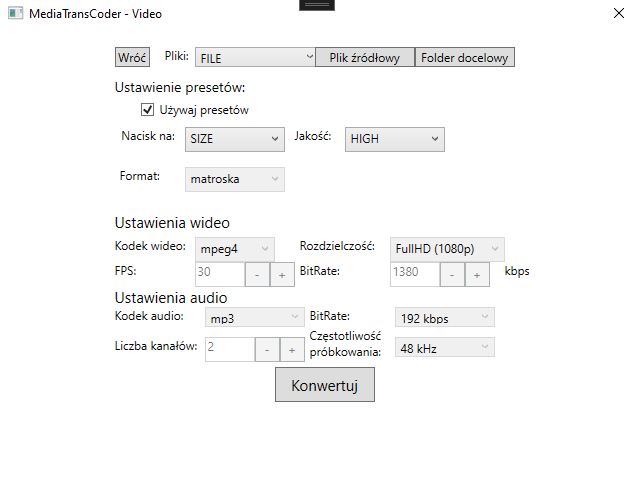 MediaTransCoder - Video
Wróć Pliki: FILE Plik źródłowy Folder docelowy
Ustawienie presetów:
Używaj presetów
Nacisk na: SIZE Jakość: HIGH
Format: matroska
Ustawienia wideo
Kodek wideo: mpeg4 Rozdzielczość: FullHD (1080p)
FPS: 30 - + BitRate: 1380 - + kbps
Ustawienia audio
Kodek audio: mp3 BitRate: 192 kbps
Liczba kanałów: 2 - + Częstotliwość
próbkowania: 48 kHz
Konwertuj